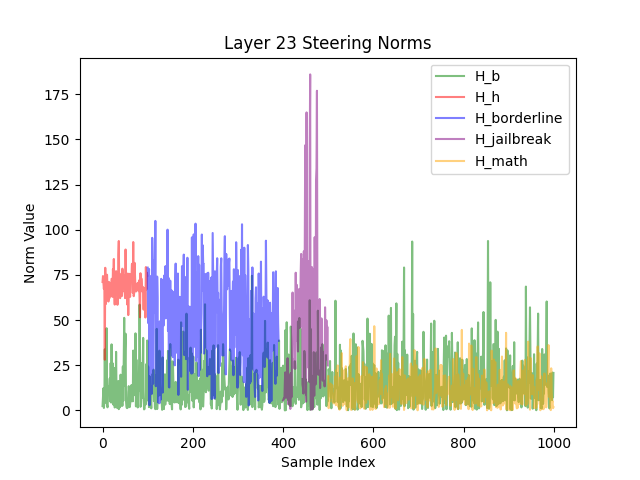 Layer 23 Steering Norms
H_b
H_h
H_borderline
H_jailbreak
H_math
Norm Value
175
150
125
100
75
50
25
0
0 200 400 600 800 1000
Sample Index